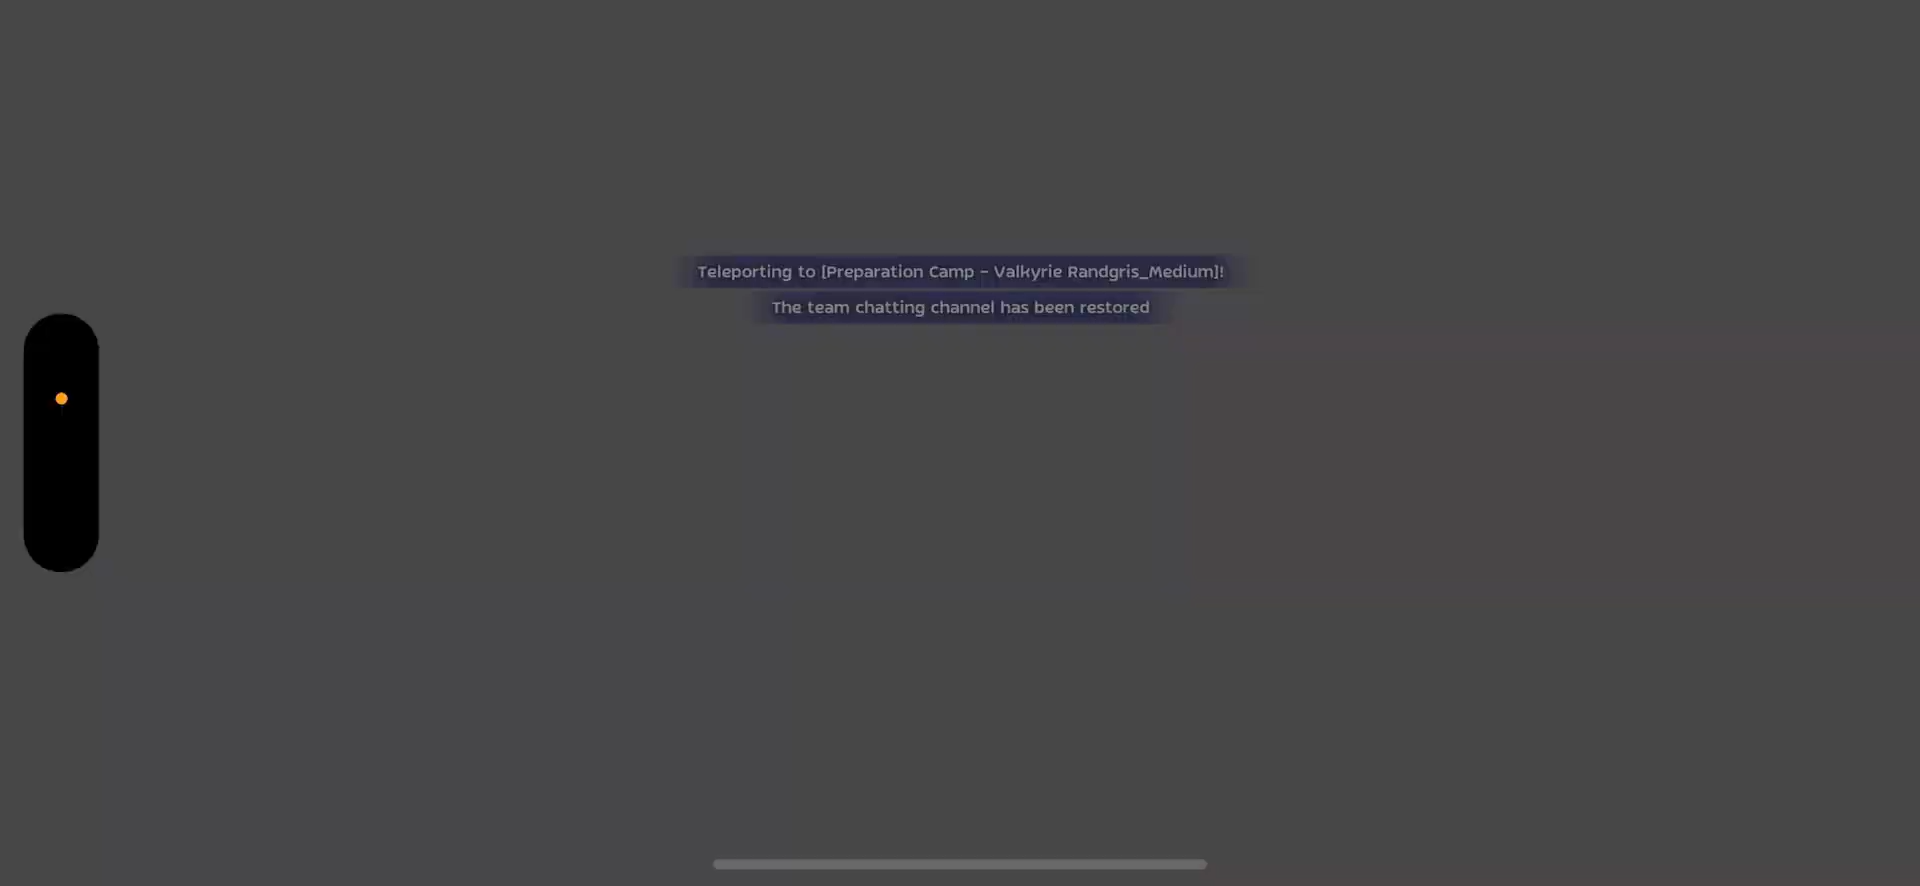 Teleporting to [Preparation Camp - Valkyrie Randgris_Medium]!
The team chatting channel has been restored